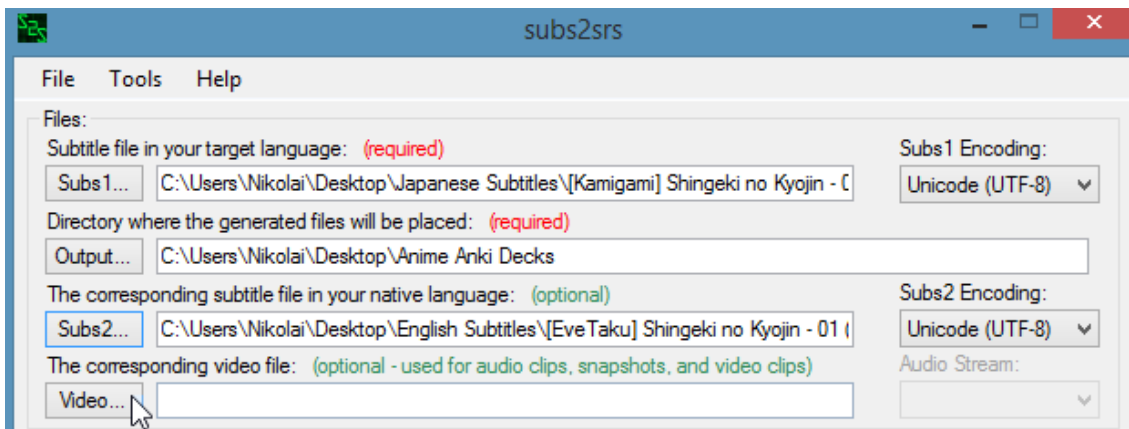 subs2srs
File Tools Help
Files:
Subtitle file in your target language: (required) Subs1 Encoding:
Subs1... C:\Users\Nikolai\Desktop\Japanese Subtitles\[Kamigami] Shingeki no Kyojin - 0 Unicode (UTF-8)
Directory where the generated files will be placed: (required)
Output... C:\Users\Nikolai\Desktop\Anime Anki Decks
The corresponding subtitle file in your native language: (optional) Subs2 Encoding:
Subs2... C:\Users\Nikolai\Desktop\English Subtitles\[EveTaku] Shingeki no Kyojin - 01 ( Unicode (UTF-8)
The corresponding video file: (optional - used for audio clips, snapshots, and video clips) Audio Stream:
Video...